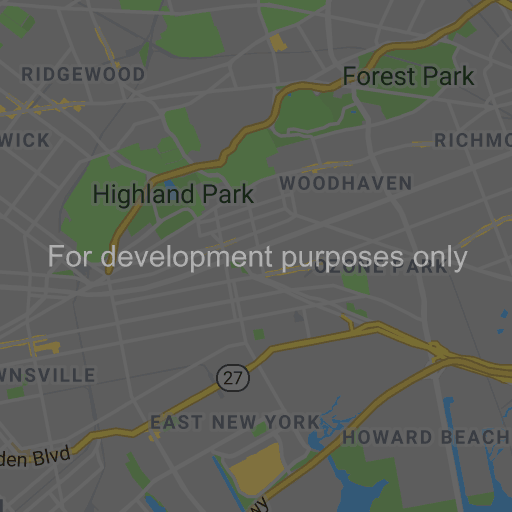 RIDGEWOOD
Forest Park
WICK
RICHMO
WOODHAVEN
Highland Park
For development purposes only
OZONE PARK
WNSVILLE
27
EAST NEW YORK
HOWARD BEACH
den Blvd
wy